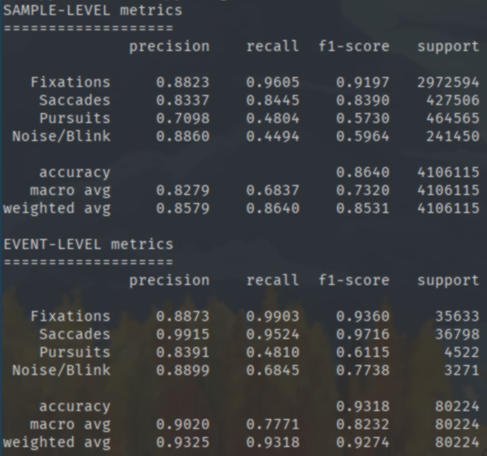 SAMPLE-LEVEL metrics
====================
precision recall f1-score support
Fixations 0.8823 0.9605 0.9197 2972594
Saccades 0.8337 0.8445 0.8390 427506
Pursuits 0.7098 0.4804 0.5730 464565
Noise/Blink 0.8860 0.4494 0.5964 241450
accuracy 0.8640 4106115
macro avg 0.8279 0.6837 0.7320 4106115
weighted avg 0.8579 0.8640 0.8531 4106115
EVENT-LEVEL metrics
====================
precision recall f1-score support
Fixations 0.8873 0.9903 0.9360 35633
Saccades 0.9915 0.9524 0.9716 36798
Pursuits 0.8391 0.4810 0.6115 4522
Noise/Blink 0.8899 0.6845 0.7738 3271
accuracy 0.9318 80224
macro avg 0.9020 0.7771 0.8232 80224
weighted avg 0.9325 0.9318 0.9274 80224